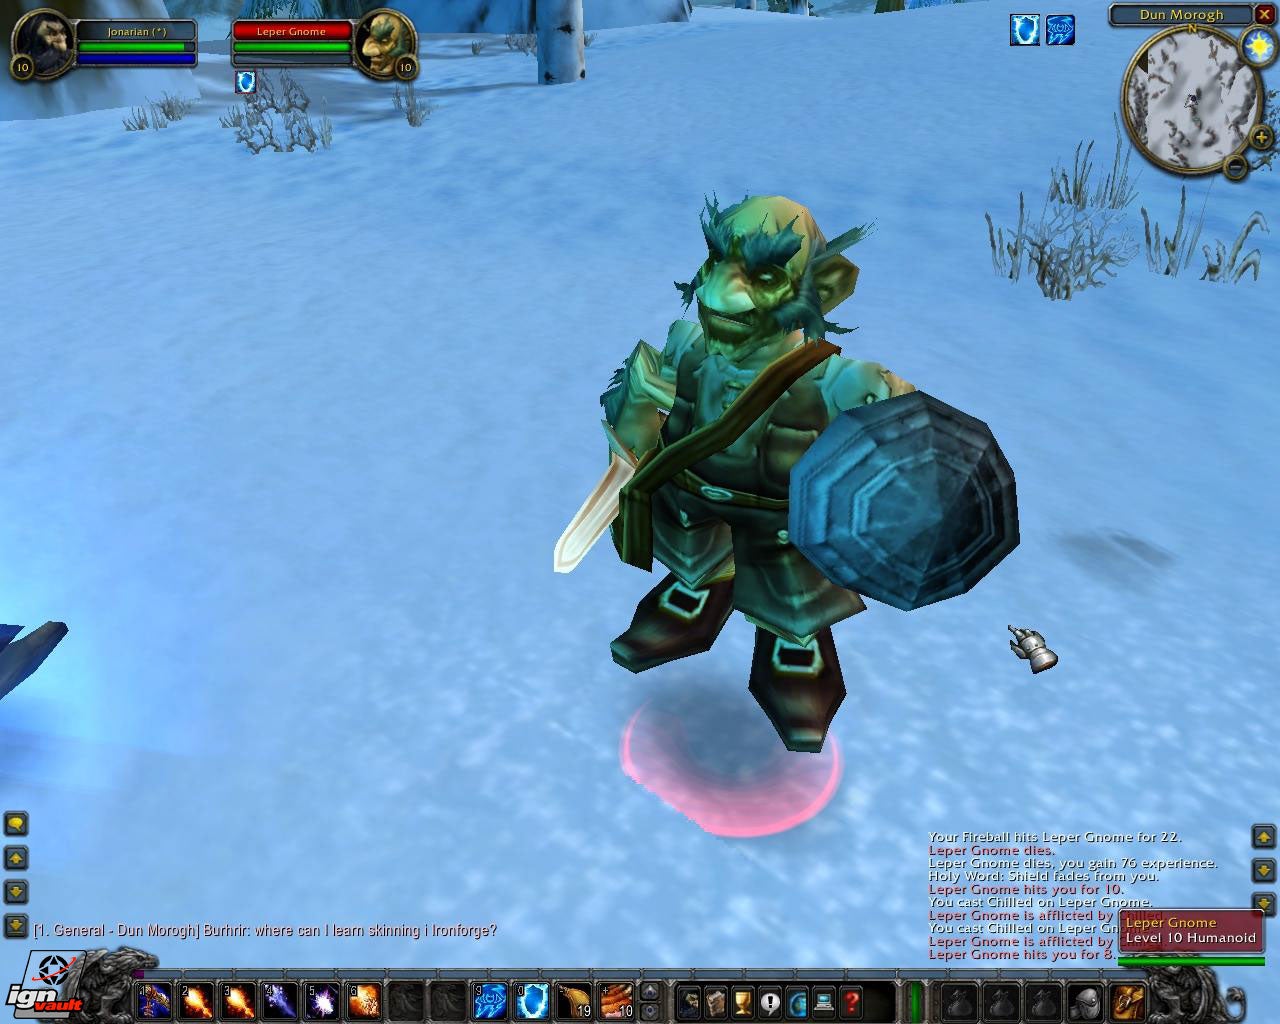 Jonarian (*)
10
Leper Gnome
10
Dun Morogh
N
Your Fireball hits Leper Gnome for 22.
Leper Gnome dies.
Leper Gnome dies, you gain 76 experience.
Holy Word: Shield fades from you.
Leper Gnome hits you for 10.
You cast Chilled on Leper Gnome.
Leper Gnome is afflicted by Chilled
You cast Chilled on Leper
Leper Gnome is afflicted by
Leper Gnome hits you for 8.
Leper Gnome
Level 10 Humanoid
[1. General - Dun Morogh] Burhrir: where can I learn skinning i Ironforge?
ign
vault
1 2 3 4 5 6 9 0 19 + 10